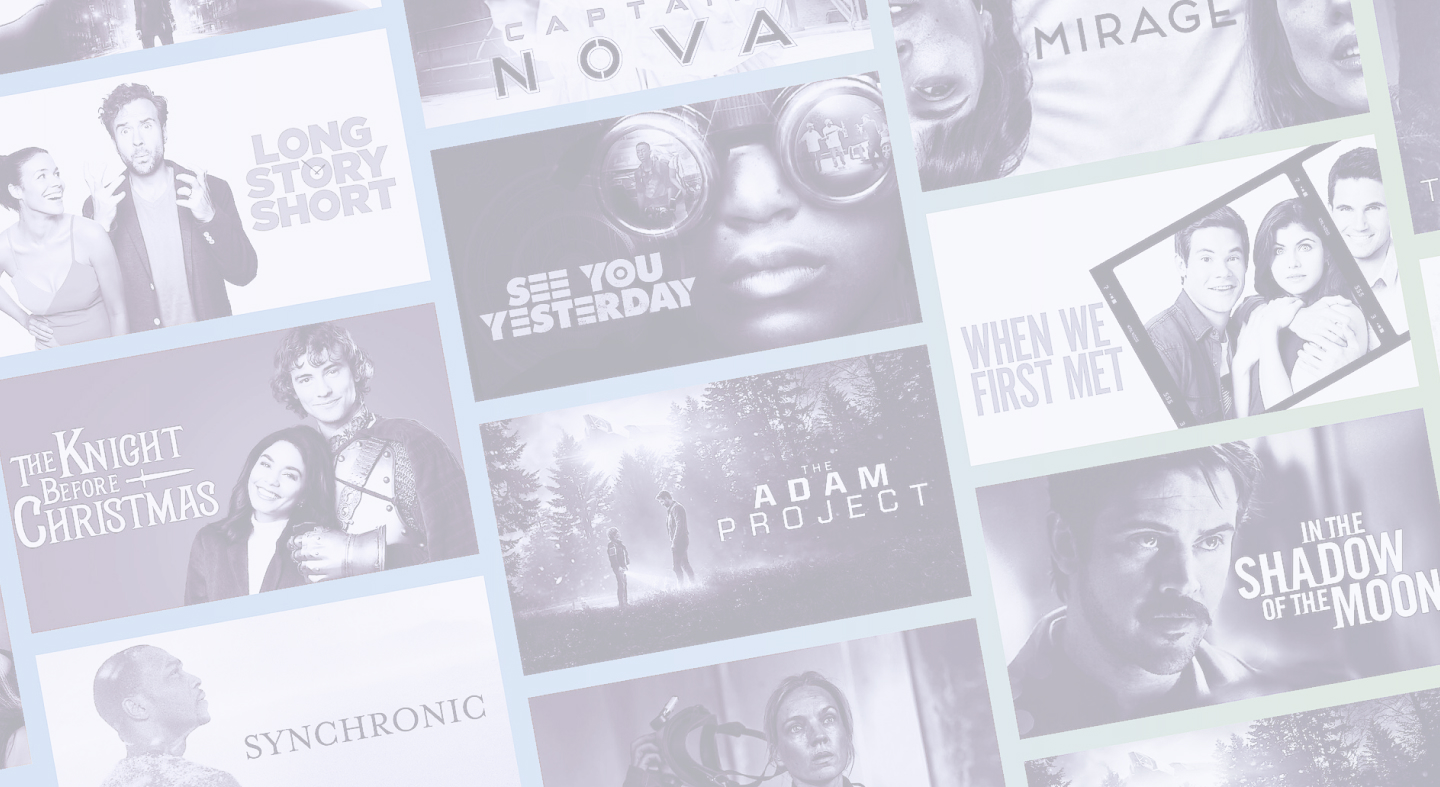 CAPTAIN
NOVA
MIRAGE
LONG
STORY
SHORT
SEE YOU
YESTERDAY
WHEN WE
FIRST MET
THE KNIGHT
BEFORE
CHRISTMAS
THE
ADAM
PROJECT
IN THE
SHADOW
OF THE MOON
SYNCHRONIC
T